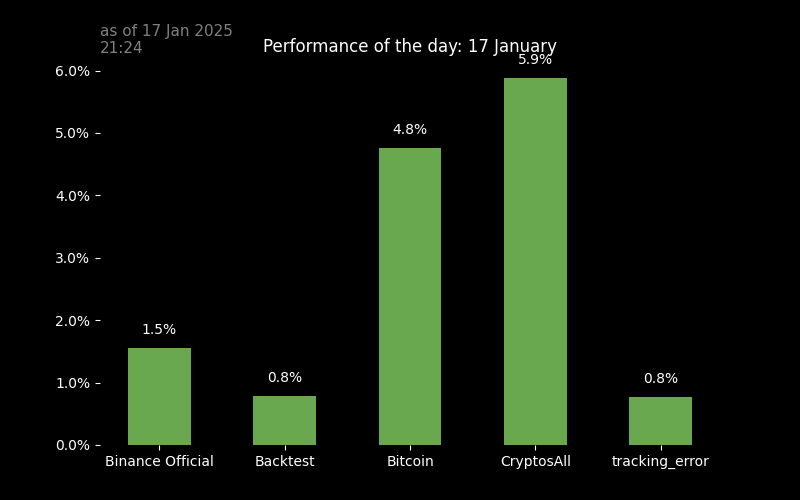 as of 17 Jan 2025
21:24
Performance of the day: 17 January
6.0%
5.0%
4.0%
3.0%
2.0%
1.0%
0.0%
1.5%
0.8%
4.8%
5.9%
0.8%
Binance Official
Backtest
Bitcoin
CryptosAll
tracking_error